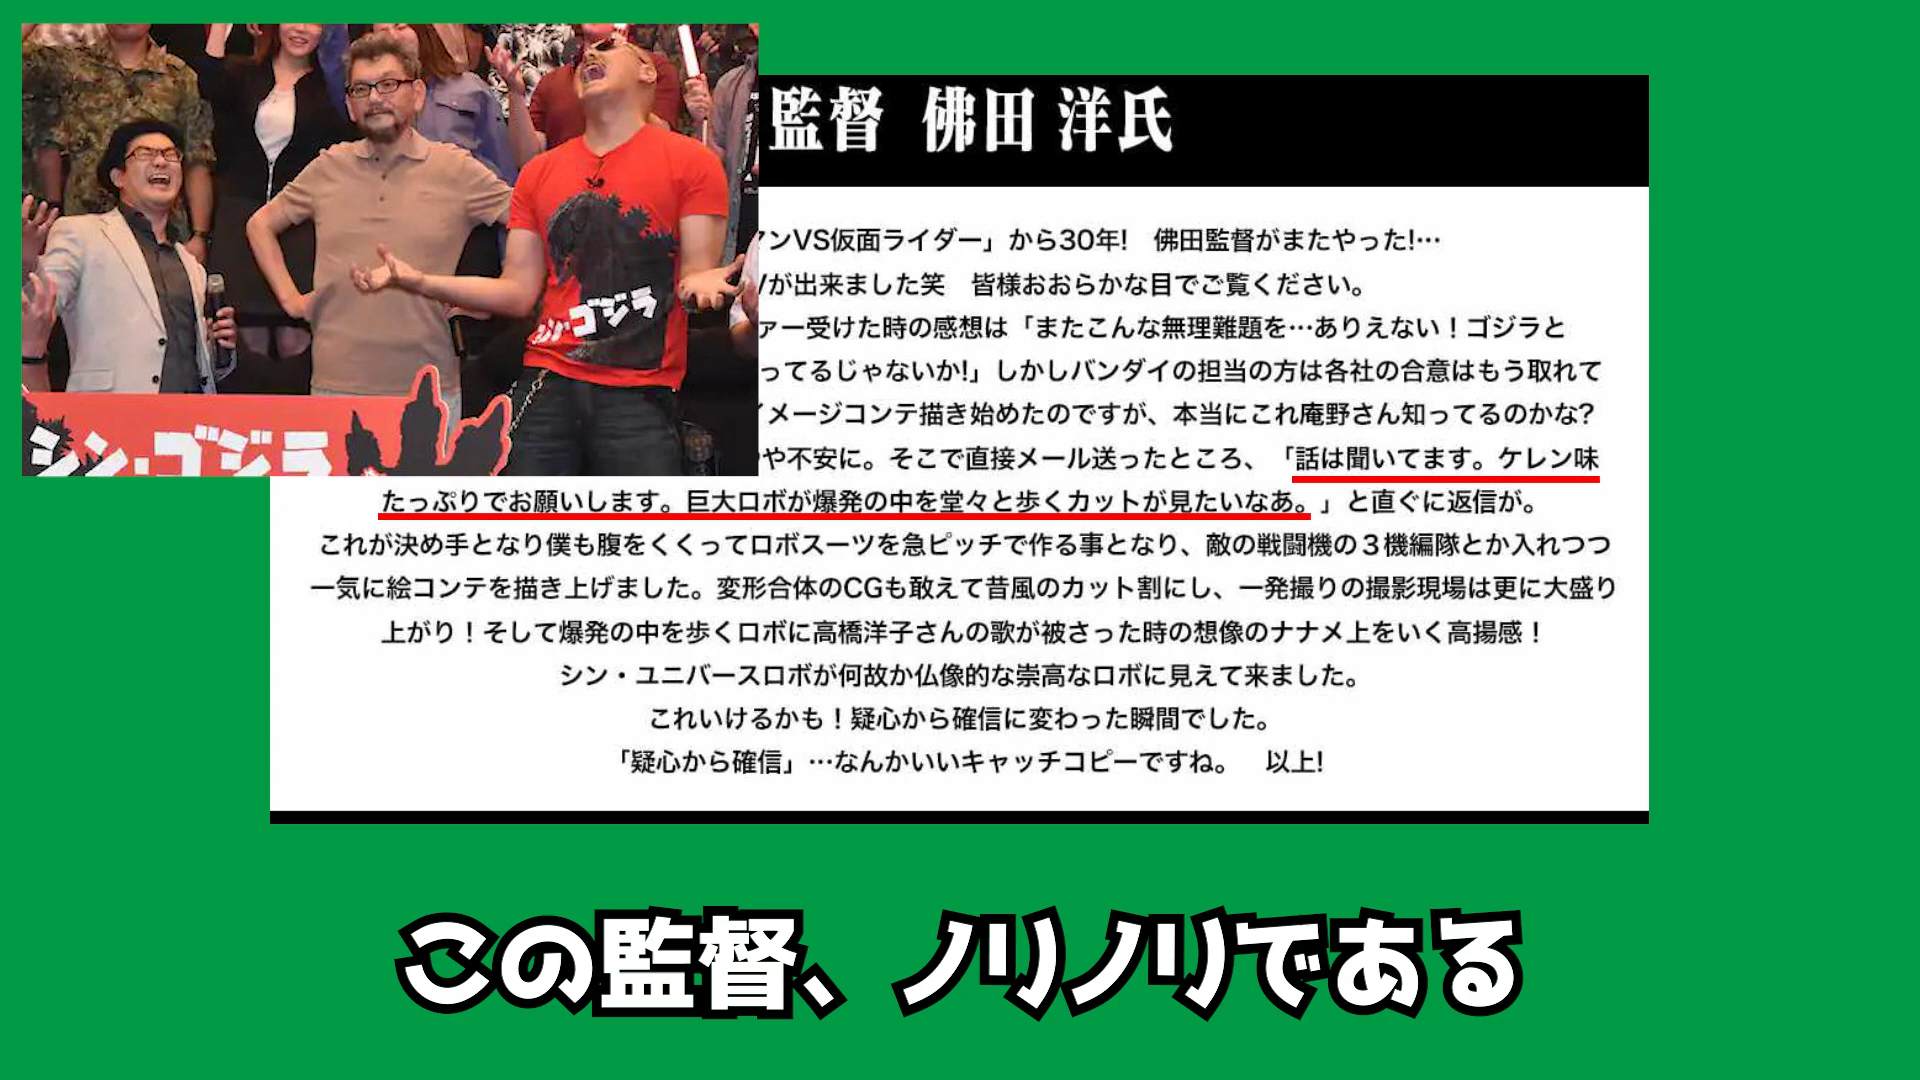 監督 佛田 洋氏
ンVS仮面ライダー」から30年! 佛田監督がまたやった!…
が出来ました笑 皆様おおらかな目でご覧ください。
ァー受けた時の感想は「またこんな無理難題を…ありえない！ゴジラと
ってるじゃないか!」しかしバンダイの担当の方は各社の合意はもう取れて
イメージコンテ描き始めたのですが、本当にこれ庵野さん知ってるのかな?
や不安に。そこで直接メール送ったところ、「話は聞いてます。ケレン味
たっぷりでお願いします。巨大ロボが爆発の中を堂々と歩くカットが見たいなあ。」と直ぐに返信が。
これが決め手となり僕も腹をくくってロボスーツを急ピッチで作る事となり、敵の戦闘機の３機編隊とか入れつつ
一気に絵コンテを描き上げました。変形合体のCGも敢えて昔風のカット割にし、一発撮りの撮影現場は更に大盛り
上がり！そして爆発の中を歩くロボに高橋洋子さんの歌が被さった時の想像のナナメ上をいく高揚感！
シン・ユニバースロボが何故か仏像的な崇高なロボに見えて来ました。
これいけるかも！疑心から確信に変わった瞬間でした。
「疑心から確信」…なんかいいキャッチコピーですね。 以上!
シン・ゴジラ
シン・ゴジラ
この監督、ノリノリである